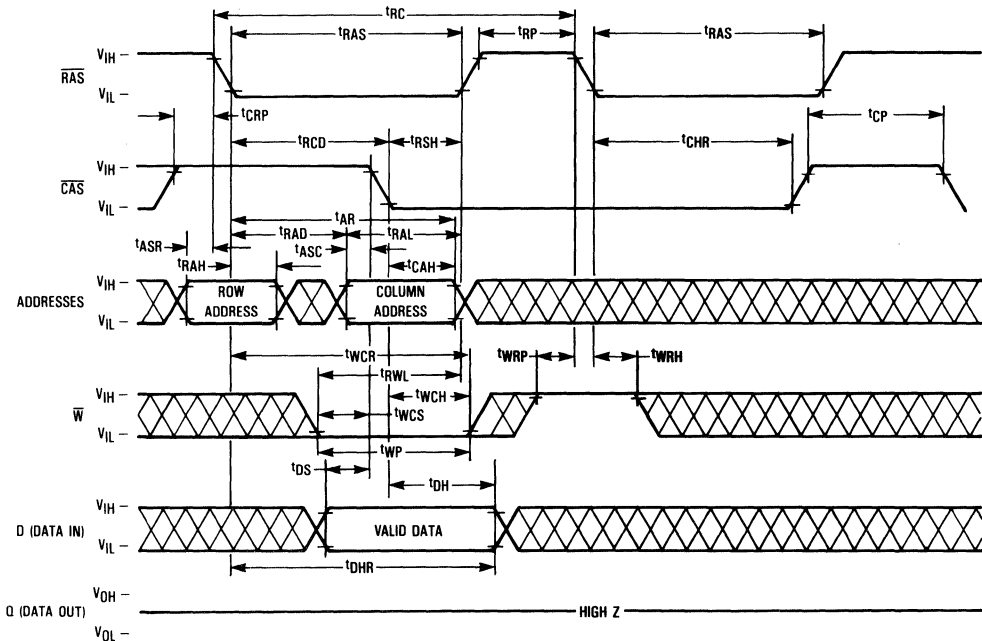 tRC
tRAS tRP tRAS
VIH –
R̅A̅S̅
VIL –
tCRP tRCD tRSH tCHR tCP
VIH –
C̅A̅S̅
VIL –
tAR
tRAD tRAL
tASR tASC
tRAH tCAH
VIH –
ADDRESSES ROW ADDRESS COLUMN ADDRESS
VIL –
tWCR tWRP tWRH
tRWL
tWCH
VIH –
W̅ tWCS
VIL –
tWP
tDS tDH
VIH –
D (DATA IN) VALID DATA
VIL –
tDHR
VOH –
Q (DATA OUT) HIGH Z
VOL –